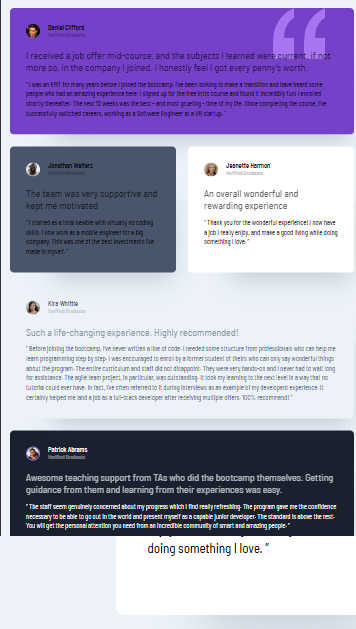 Daniel Clifford
Verified Graduate
I received a job offer mid-course, and the subjects I learned were current, if not
more so, in the company I joined. I honestly feel I got every penny's worth.
" I was an EMT for many years before I joined the bootcamp. I've been looking to make a transition and have heard some
people who had an amazing experience here. I signed up for the free intro course and found it incredibly fun! I enrolled
shortly thereafter. The next 12 weeks was the best - and most grueling - time of my life. Since completing the course, I've
successfully switched careers, working as a Software Engineer at a VR startup. "
Jonathan Walters
Verified Graduate
The team was very supportive and
kept me motivated
" I started as a total newbie with virtually no coding
skills. I now work as a mobile engineer for a big
company. This was one of the best investments I've
made in myself. "
Jeanette Harmon
Verified Graduate
An overall wonderful and
rewarding experience
" Thank you for the wonderful experience! I now have
a job I really enjoy, and make a good living while doing
something I love. "
Kira Whittle
Verified Graduate
Such a life-changing experience. Highly recommended!
" Before joining the bootcamp, I've never written a line of code. I needed some structure from professionals who can help me
learn programming step by step. I was encouraged to enroll by a former student of theirs who can only say wonderful things
about the program. The entire curriculum and staff did not disappoint. They were very hands-on and I never had to wait long
for assistance. The agile team project, in particular, was outstanding. It took my learning to the next level in a way that no
tutorial could ever have. In fact, I've often referred to it during interviews as an example of my developent experience. It
certainly helped me land a job as a full-stack developer after receiving multiple offers. 100% recommend! "
Patrick Abrams
Verified Graduate
Awesome teaching support from TAs who did the bootcamp themselves. Getting
guidance from them and learning from their experiences was easy.
" The staff seem genuinely concerned about my progress which I find really refreshing. The program gave me the confidence
necessary to be able to go out in the world and present myself as a capable junior developer. The standard is above the rest.
You will get the personal attention you need from an incredible community of smart and amazing people. "
doing something I love. "